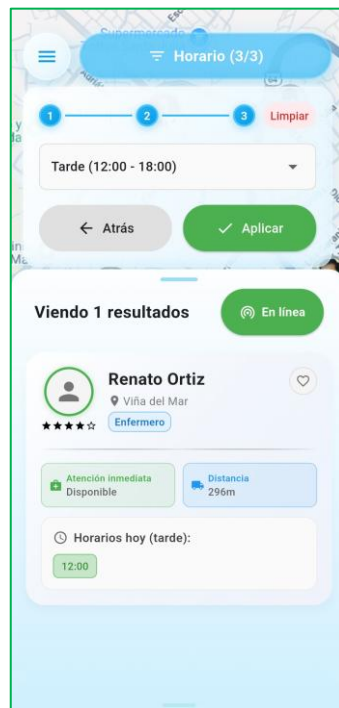 Supermercado
Horario (3/3)
1
2
3
Limpiar
Tarde (12:00 - 18:00)
Atrás
Aplicar
Viendo 1 resultados
En línea
Renato Ortiz
Viña del Mar
Enfermero
Atención inmediata
Disponible
Distancia
296m
Horarios hoy (tarde):
12:00